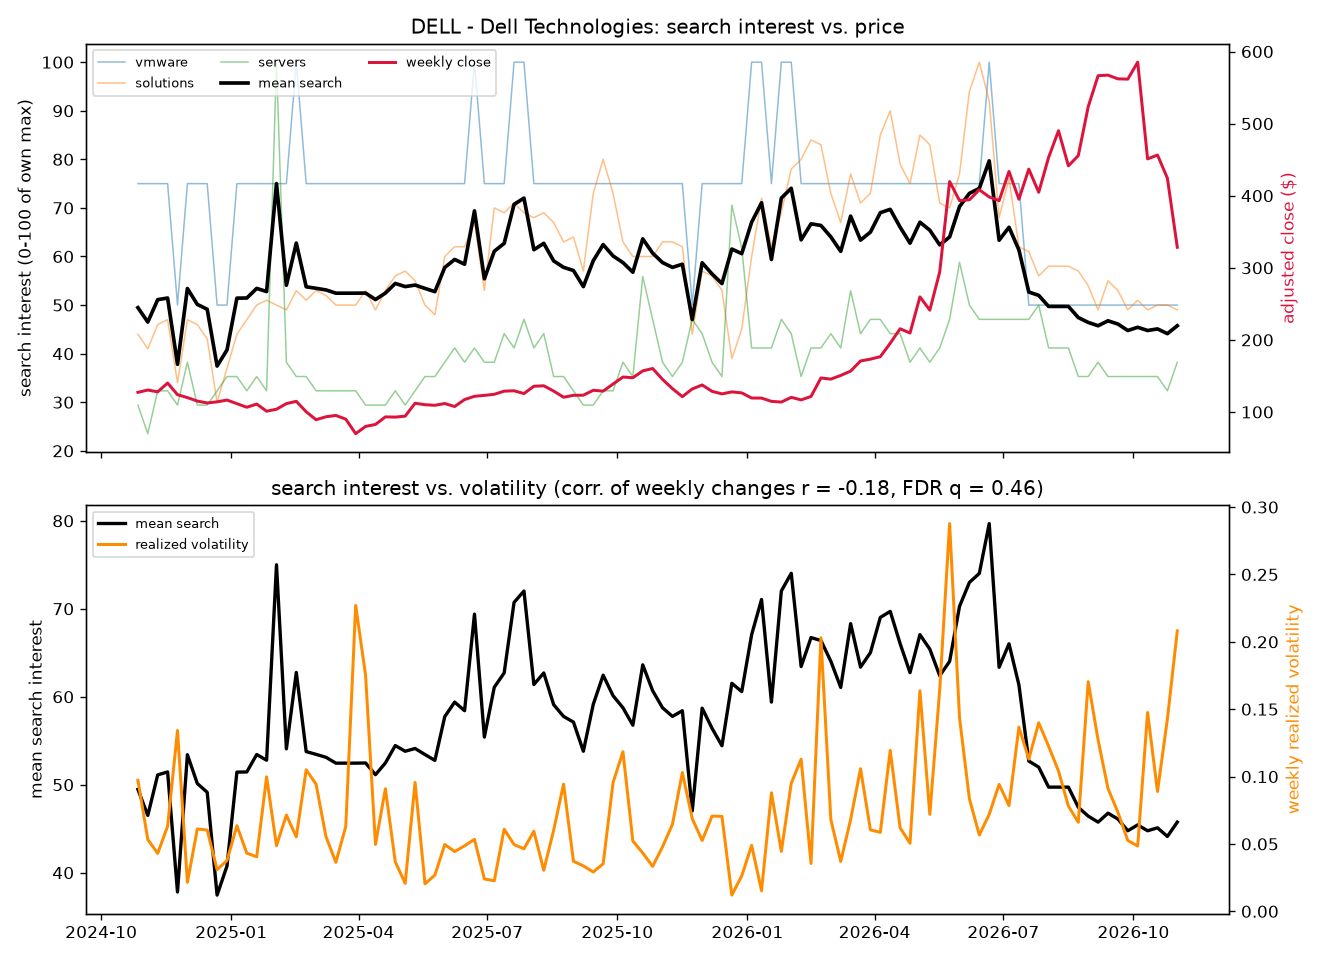 DELL - Dell Technologies: search interest vs. price
vmware
solutions
servers
mean search
weekly close
search interest (0-100 of own max)
100
90
80
70
60
50
40
30
20
600
500
400
300
200
100
adjusted close ($)
search interest vs. volatility (corr. of weekly changes r = -0.18, FDR q = 0.46)
mean search
realized volatility
mean search interest
80
70
60
50
40
0.30
0.25
0.20
0.15
0.10
0.05
0.00
weekly realized volatility
2024-10
2025-01
2025-04
2025-07
2025-10
2026-01
2026-04
2026-07
2026-10